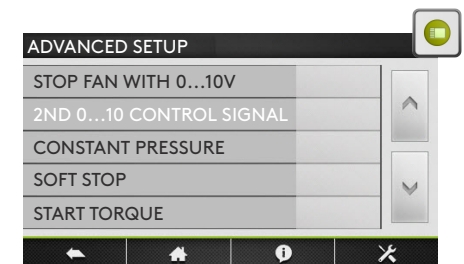 ADVANCED SETUP
STOP FAN WITH 0...10V
2ND 0...10 CONTROL SIGNAL
CONSTANT PRESSURE
SOFT STOP
START TORQUE